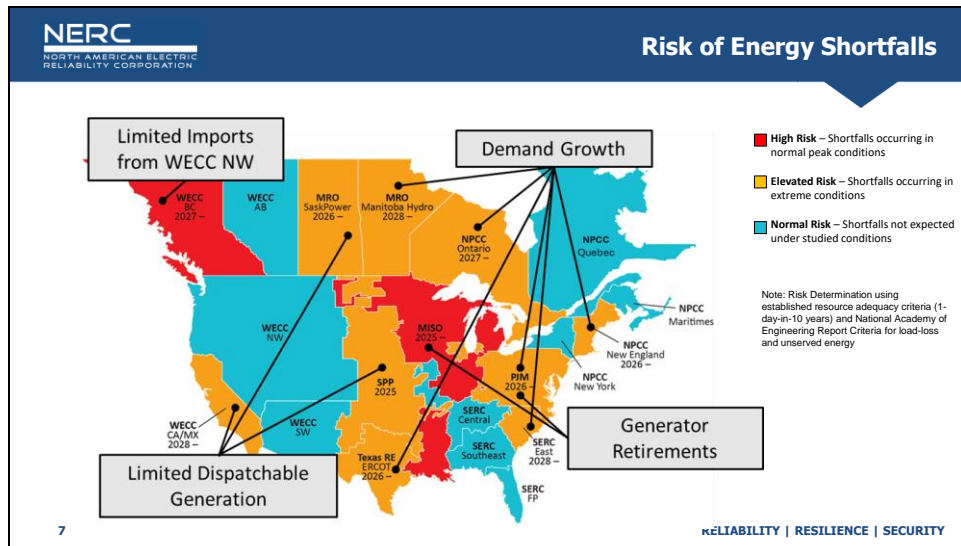 NERC
NORTH AMERICAN ELECTRIC
RELIABILITY CORPORATION
Risk of Energy Shortfalls
Limited Imports
from WECC NW
Demand Growth
High Risk – Shortfalls occurring in
normal peak conditions
Elevated Risk – Shortfalls occurring in
extreme conditions
Normal Risk – Shortfalls not expected
under studied conditions
Note: Risk Determination using
established resource adequacy criteria (1-
day-in-10 years) and National Academy of
Engineering Report Criteria for load-loss
and unserved energy
WECC
BC
2027 –
WECC
AB
MRO
SaskPower
2026 –
MRO
Manitoba Hydro
2028 –
NPCC
Ontario
2027 –
NPCC
Quebec
NPCC
Maritimes
NPCC
New England
2026 –
NPCC
New York
WECC
NW
MISO
2025 –
SPP
2025
PJM
2026 –
WECC
CA/MX
2028 –
WECC
SW
SERC
Central
SERC
Southeast
SERC
East
2028 –
Texas RE
ERCOT
2026 –
SERC
FP
Limited Dispatchable
Generation
Generator
Retirements
7
RELIABILITY | RESILIENCE | SECURITY